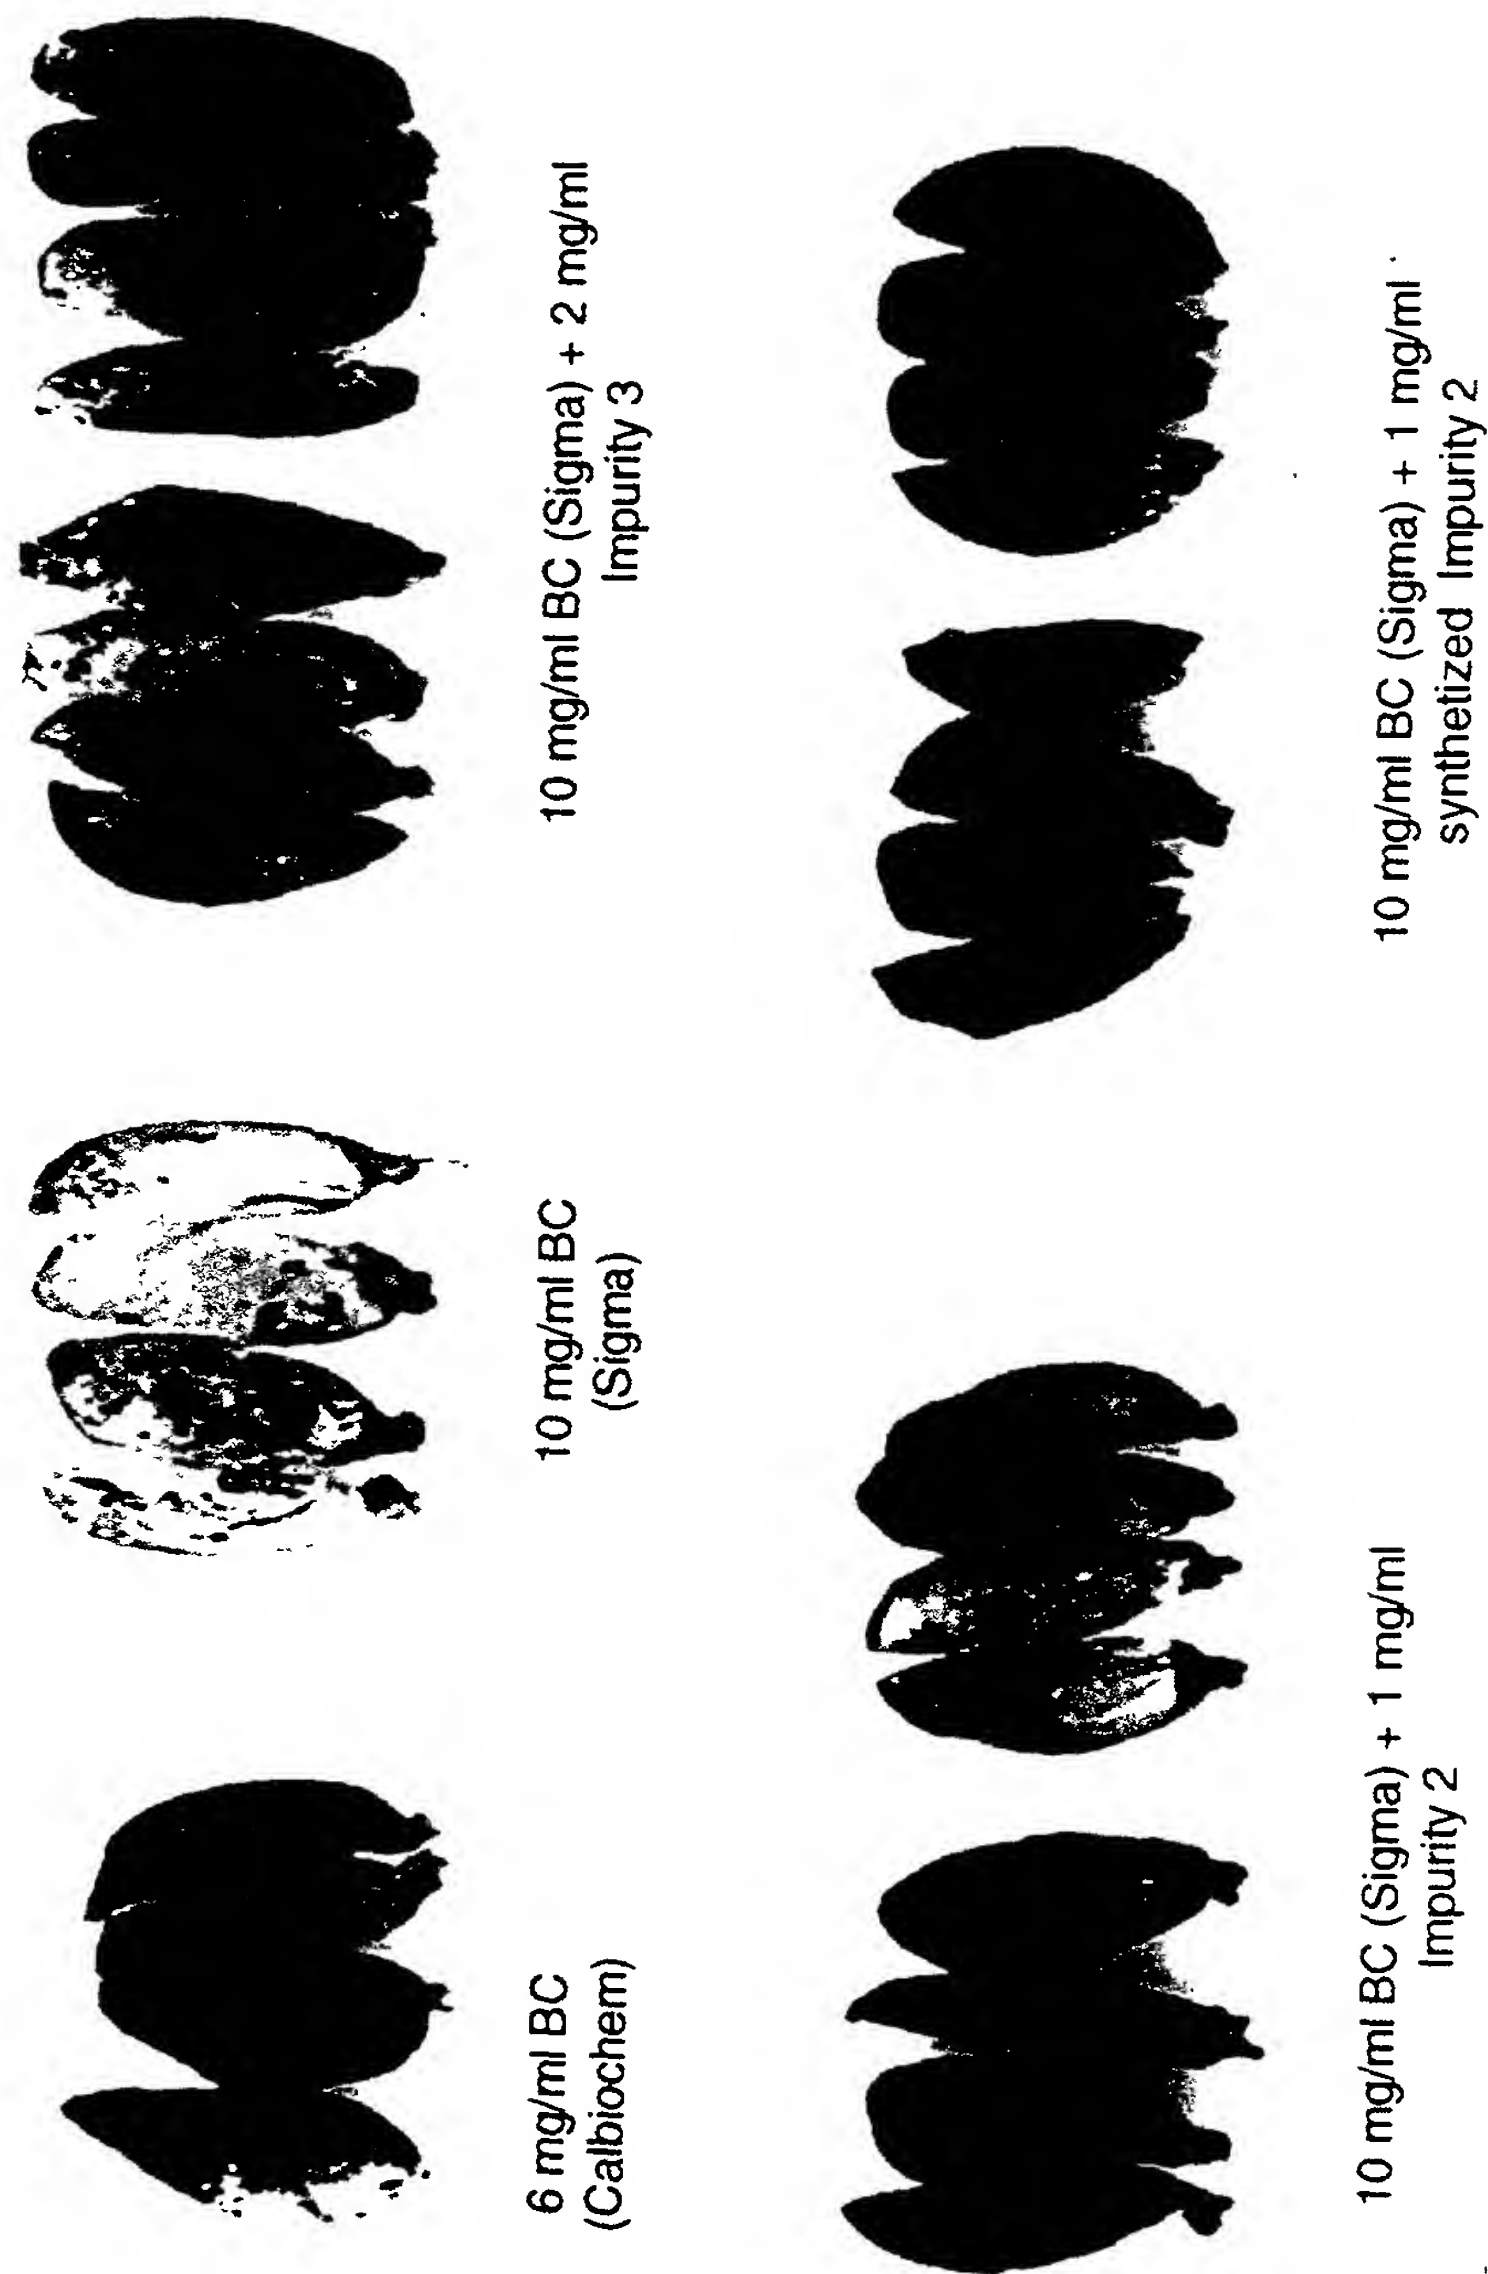 6 mg/ml BC
(Calbiochem)
10 mg/ml BC
(Sigma)
10 mg/ml BC (Sigma) + 2 mg/ml
Impurity 3
10 mg/ml BC (Sigma) + 1 mg/ml
Impurity 2
10 mg/ml BC (Sigma) + 1 mg/ml
synthetized Impurity 2